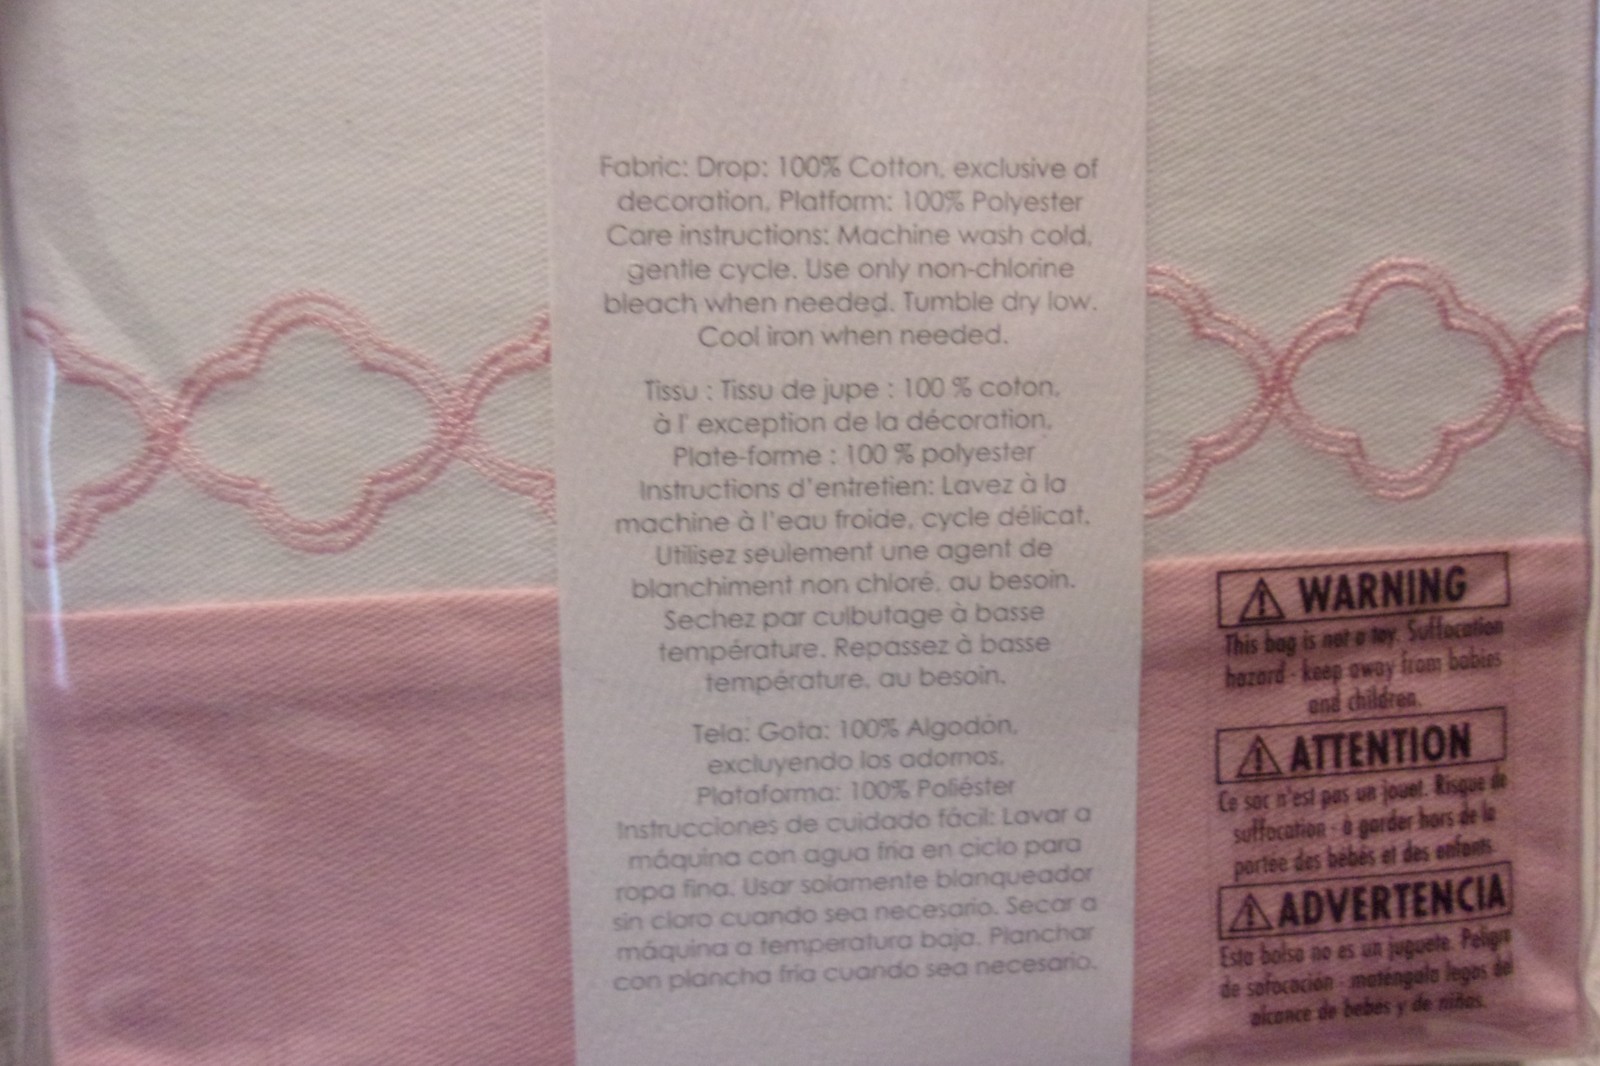 Fabric: Drop: 100% Cotton, exclusive of
decoration, Platform: 100% Polyester
Care instructions: Machine wash cold,
gentle cycle. Use only non-chlorine
bleach when needed. Tumble dry low.
Cool iron when needed.
Tissu : Tissu de jupe : 100 % coton,
à l' exception de la décoration,
Plate-forme : 100 % polyester
Instructions d'entretien: Lavez à la
machine à l'eau froide, cycle délicat.
Utilisez seulement une agent de
blanchiment non chloré, au besoin.
Sechez par culbutage à basse
température. Repassez à basse
température, au besoin.
Tela: Gota: 100% Algodón,
excluyendo los adornos.
Plataforma: 100% Poliéster
Instrucciones de cuidado fácil: Lavar a
máquina con agua fría en ciclo para
ropa fina. Usar solamente blanqueador
sin cloro cuando sea necesario. Secar a
máquina a temperatura baja. Planchar
con plancha fría cuando sea necesario.
WARNING
This bag is not a toy. Suffocation
hazard - keep away from babies
and children.
ATTENTION
Ce sac n'est pas un jouet. Risque de
suffocation - à garder hors de la
portée des bébés et des enfants.
ADVERTENCIA
Esta bolsa no es un juguete. Peligro
de sofocación - maténgala legos del
alcance de bebés y de niños.